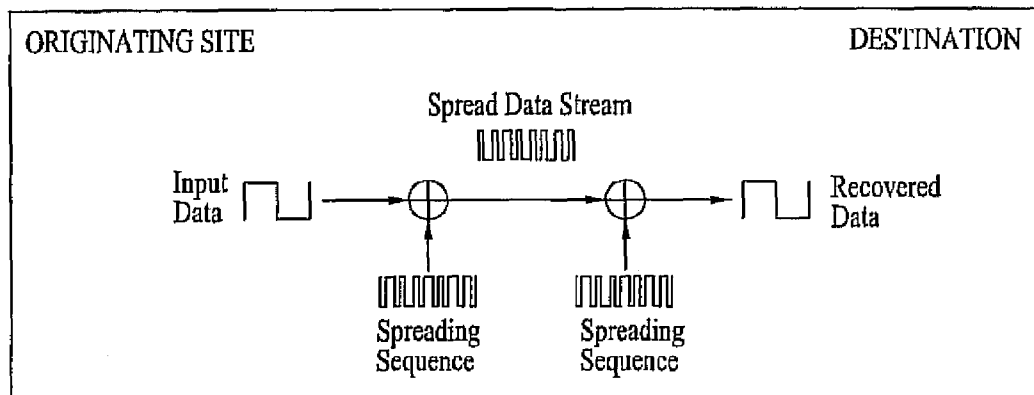 ORIGINATING SITE
DESTINATION
Spread Data Stream
Input
Data
Recovered
Data
Spreading
Sequence
Spreading
Sequence